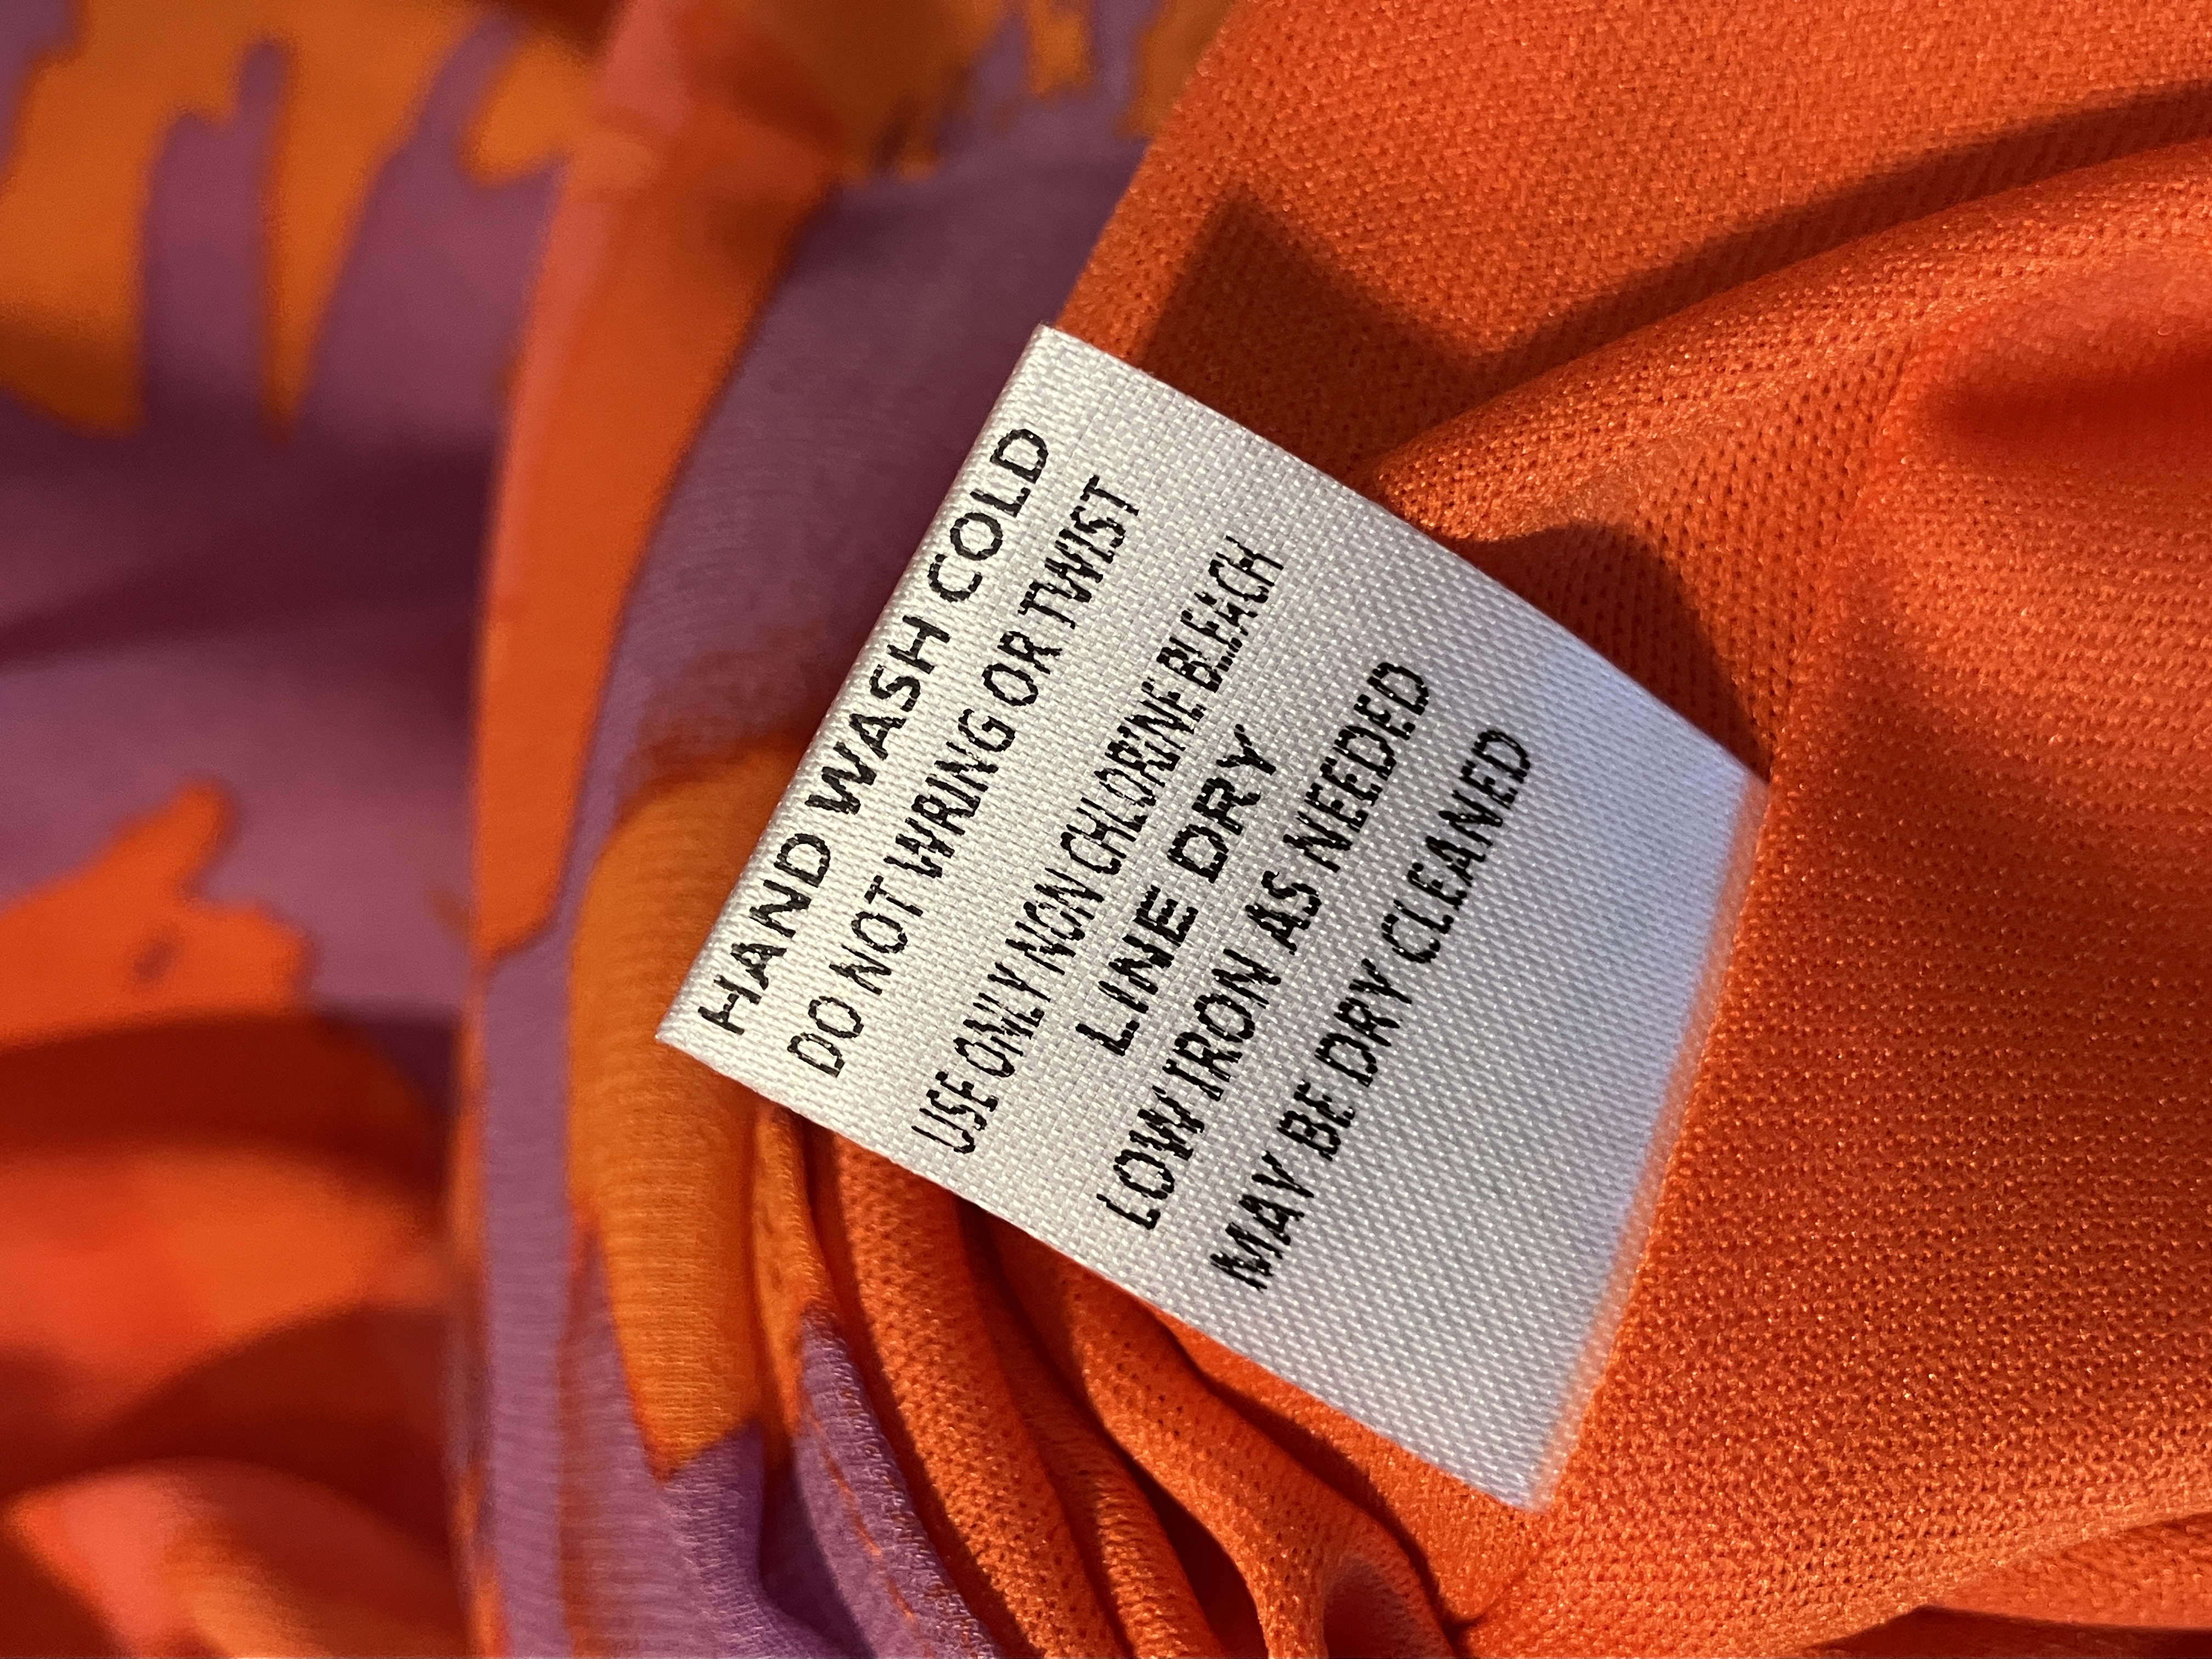 HAND WASH COLD
DO NOT WRING OR TWIST
USE ONLY NON CHLORINE BLEACH
LINE DRY
LOW IRON AS NEEDED
MAY BE DRY CLEANED